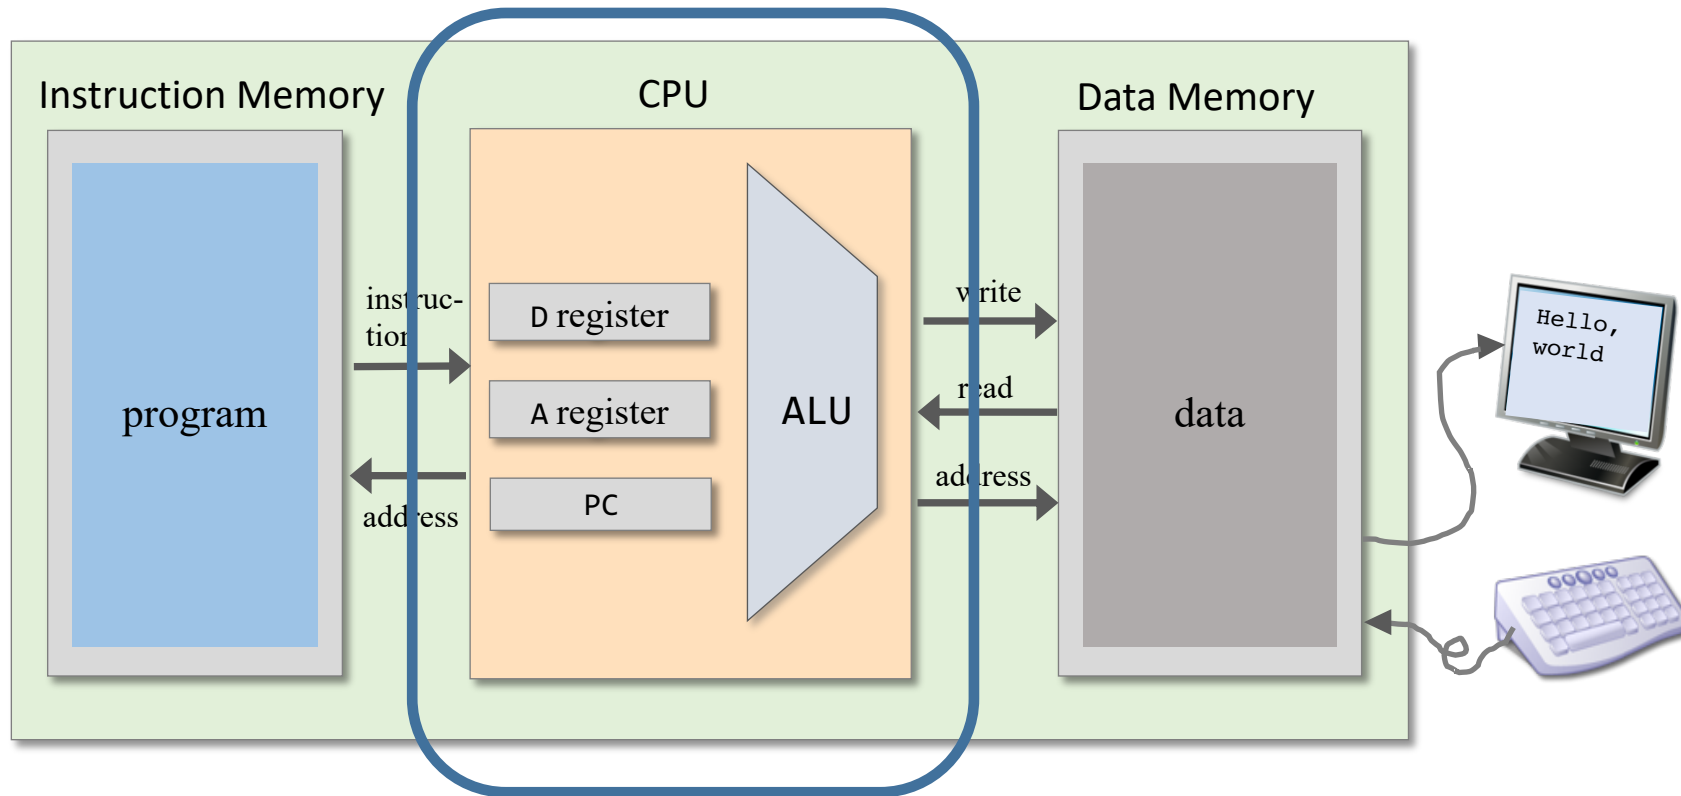 Instruction Memory
CPU
Data Memory
program
instruc-
tion
address
D register
A register
PC
ALU
write
read
address
data
Hello,
world